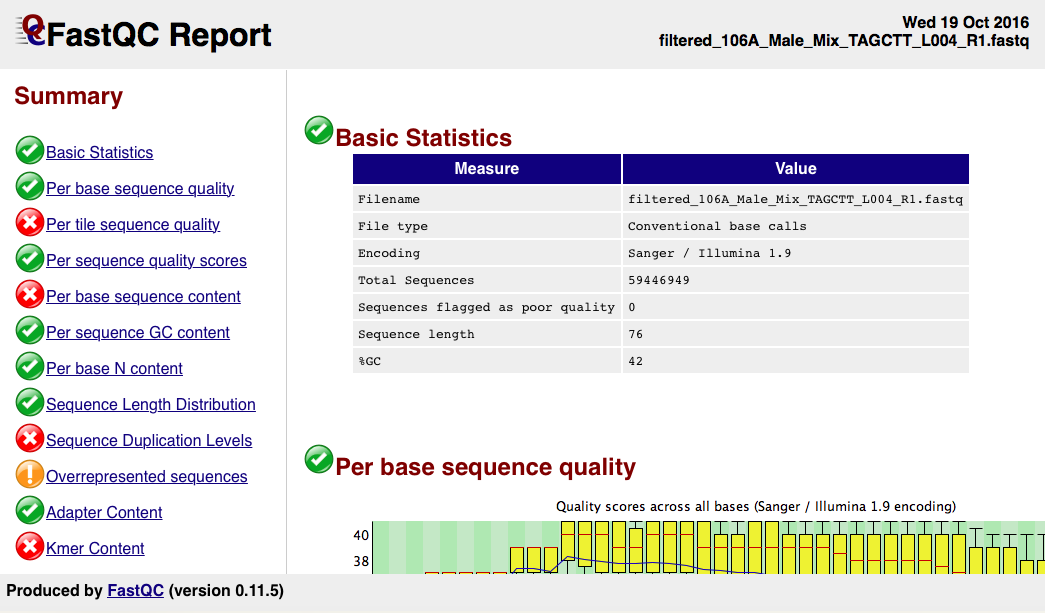 FastQC Report
Wed 19 Oct 2016
filtered_106A_Male_Mix_TAGCTT_L004_R1.fastq
Summary
Basic Statistics
Per base sequence quality
Per tile sequence quality
Per sequence quality scores
Per base sequence content
Per sequence GC content
Per base N content
Sequence Length Distribution
Sequence Duplication Levels
Overrepresented sequences
Adapter Content
Kmer Content
Basic Statistics
Measure Value
Filename filtered_106A_Male_Mix_TAGCTT_L004_R1.fastq
File type Conventional base calls
Encoding Sanger / Illumina 1.9
Total Sequences 59446949
Sequences flagged as poor quality 0
Sequence length 76
%GC 42
Per base sequence quality
Quality scores across all bases (Sanger / Illumina 1.9 encoding)
40
38
Produced by FastQC (version 0.11.5)